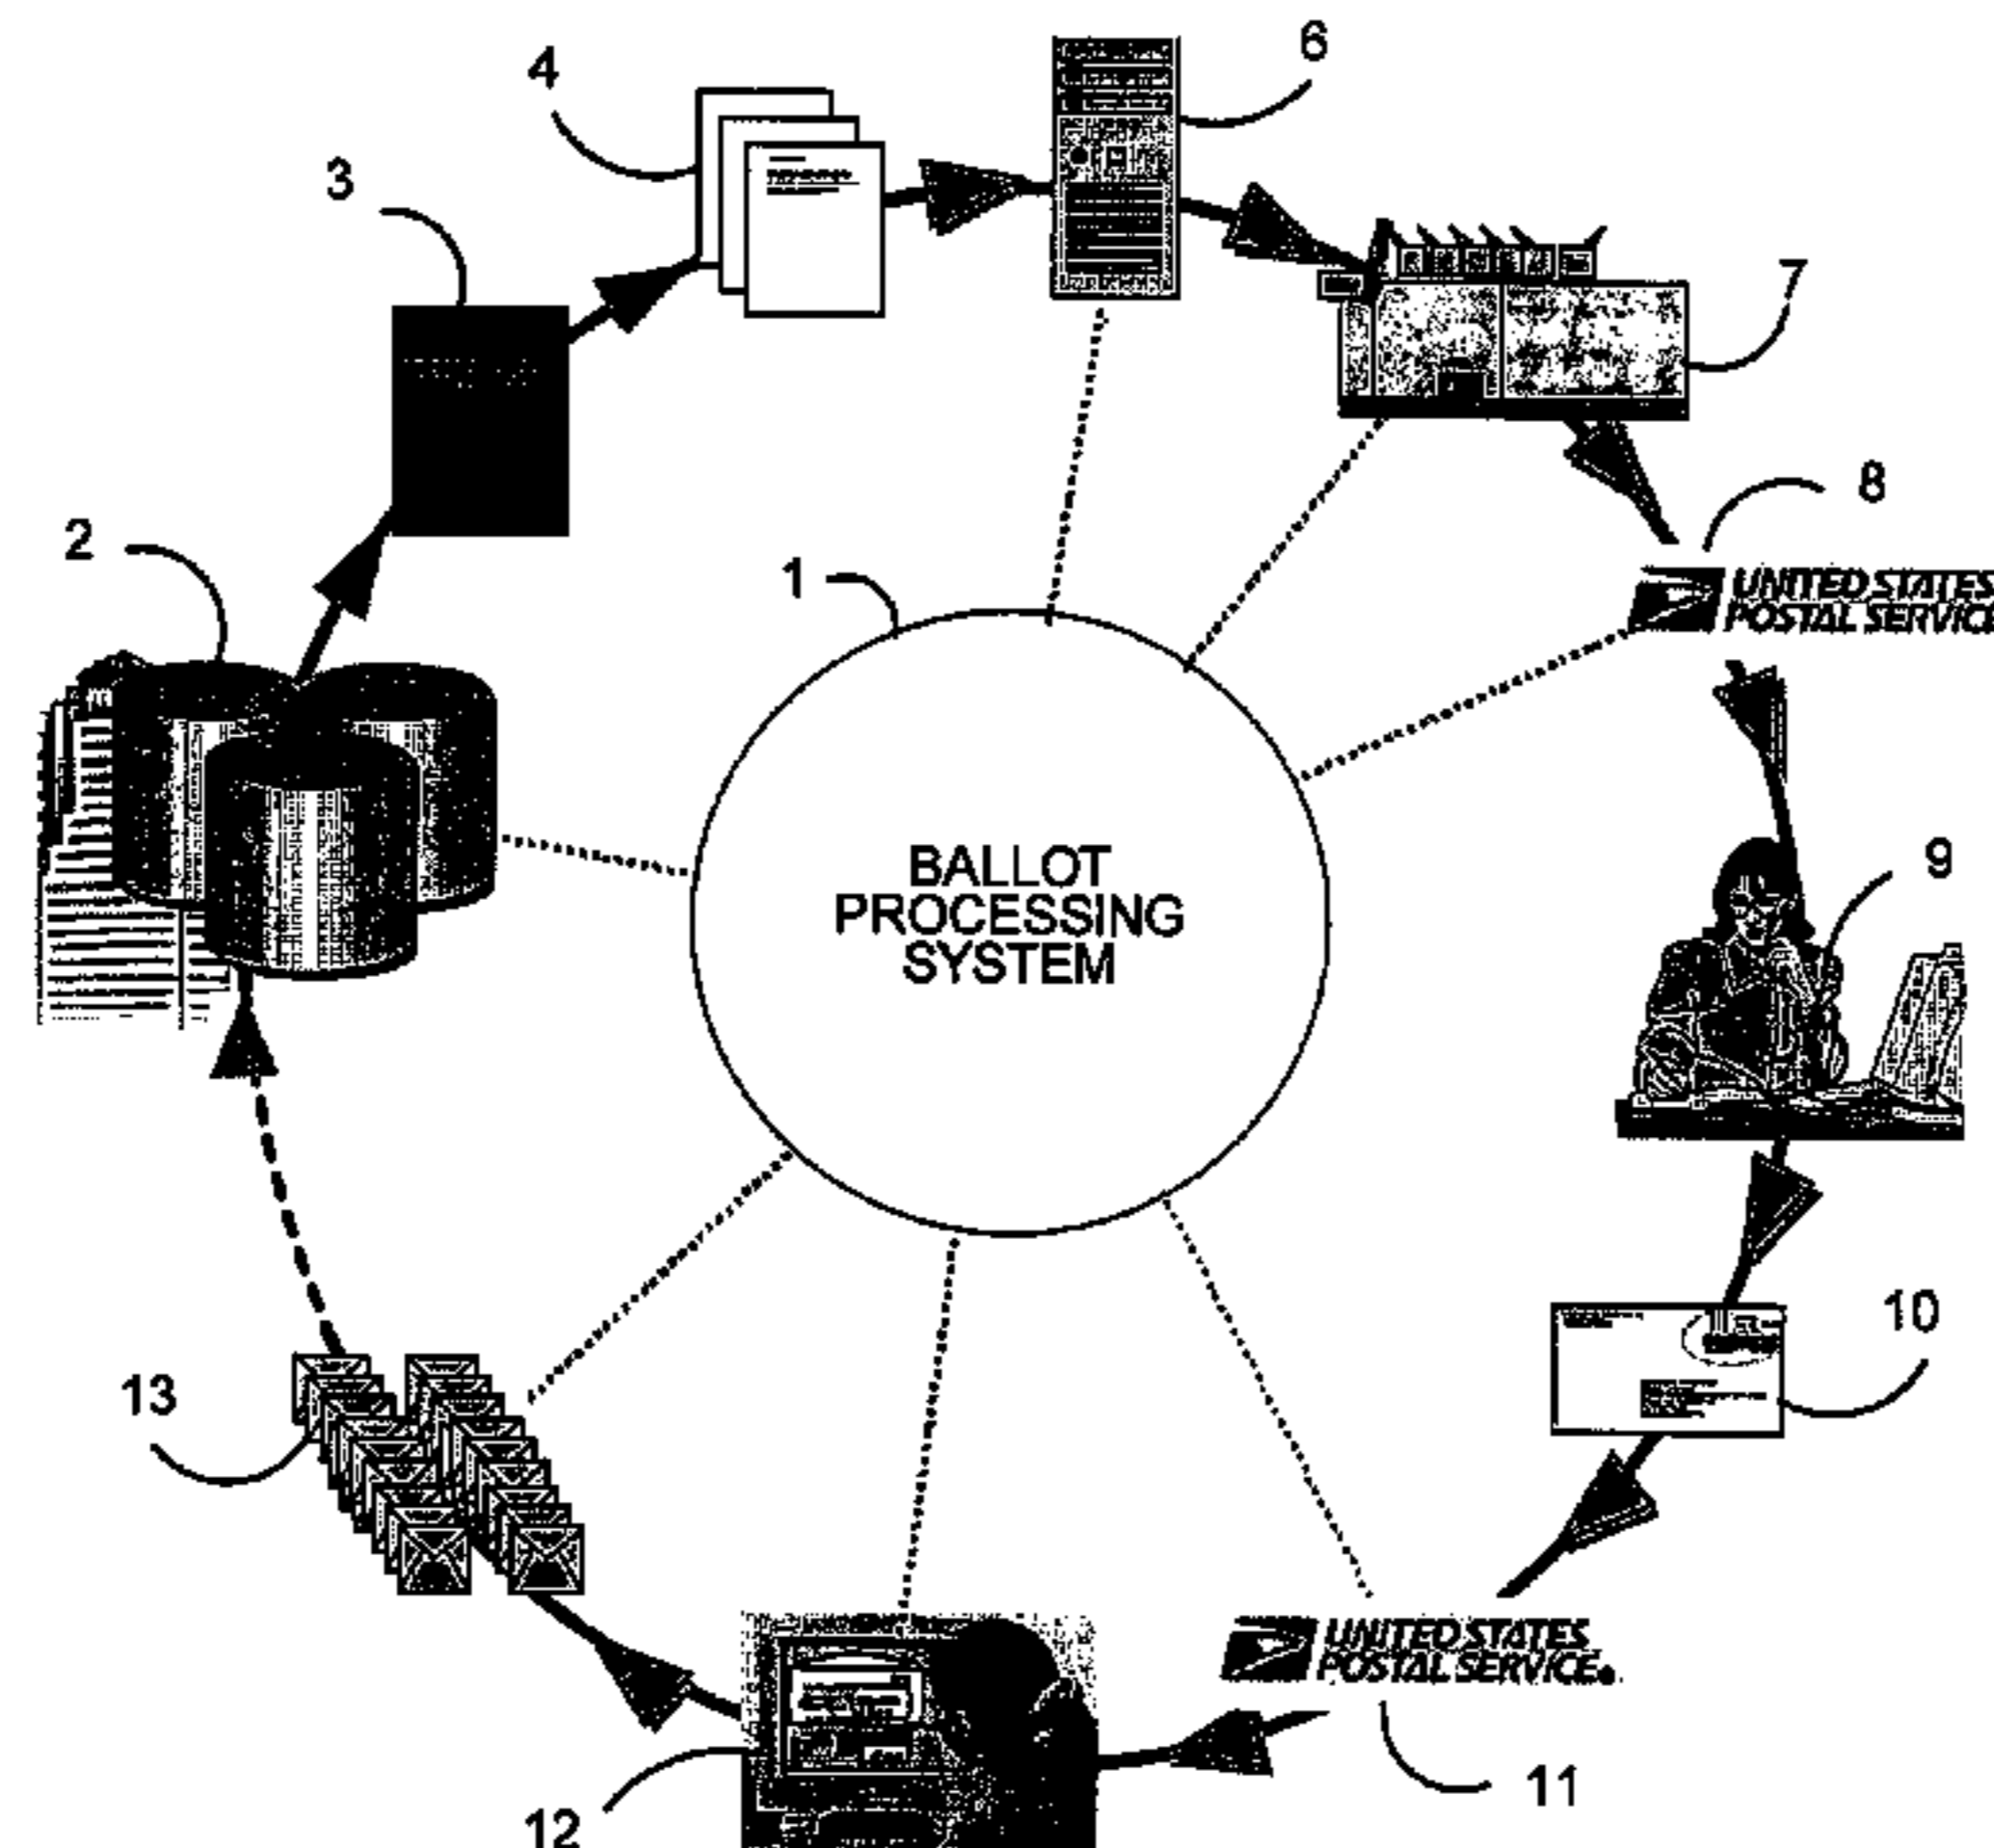 4
6
3
7
8
2
1
UNITED STATES
POSTAL SERVICE
BALLOT
PROCESSING
SYSTEM
9
10
13
UNITED STATES
POSTAL SERVICE®
11
12